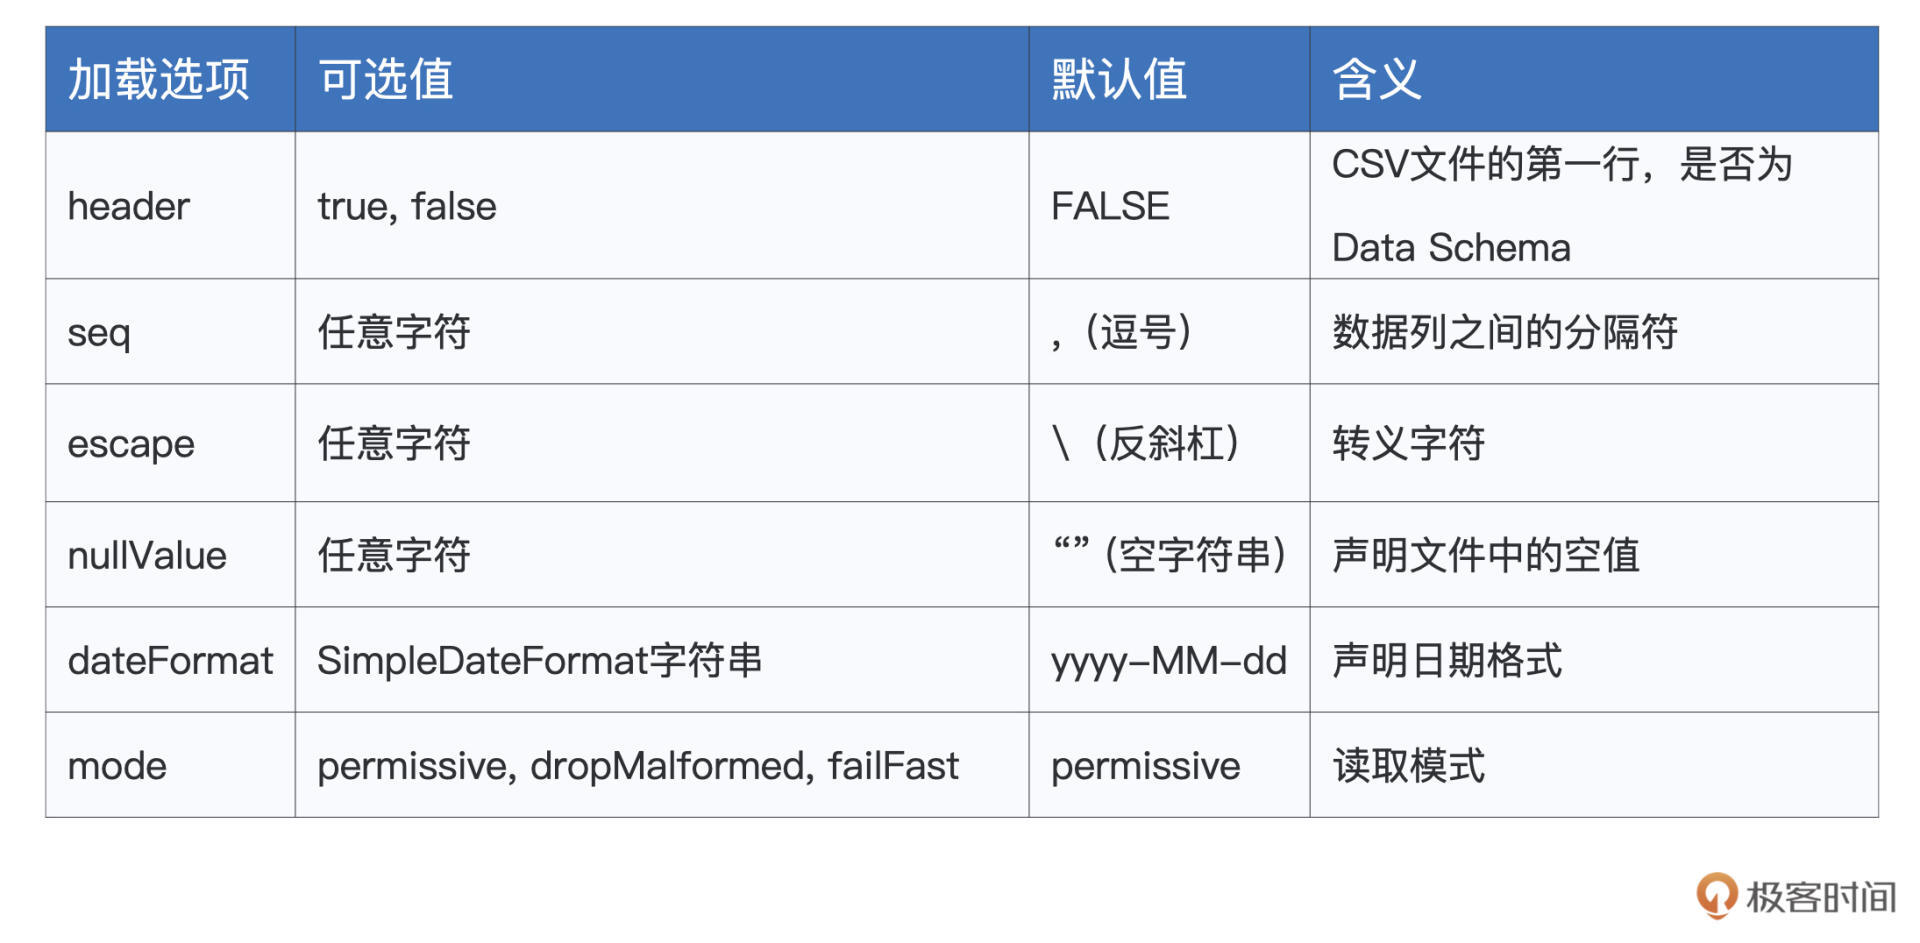 加载选项 可选值 默认值 含义
header true, false FALSE CSV文件的第一行，是否为
Data Schema
seq 任意字符 ,（逗号） 数据列之间的分隔符
escape 任意字符 \（反斜杠） 转义字符
nullValue 任意字符 “”（空字符串） 声明文件中的空值
dateFormat SimpleDateFormat字符串 yyyy-MM-dd 声明日期格式
mode permissive, dropMalformed, failFast permissive 读取模式
极客时间